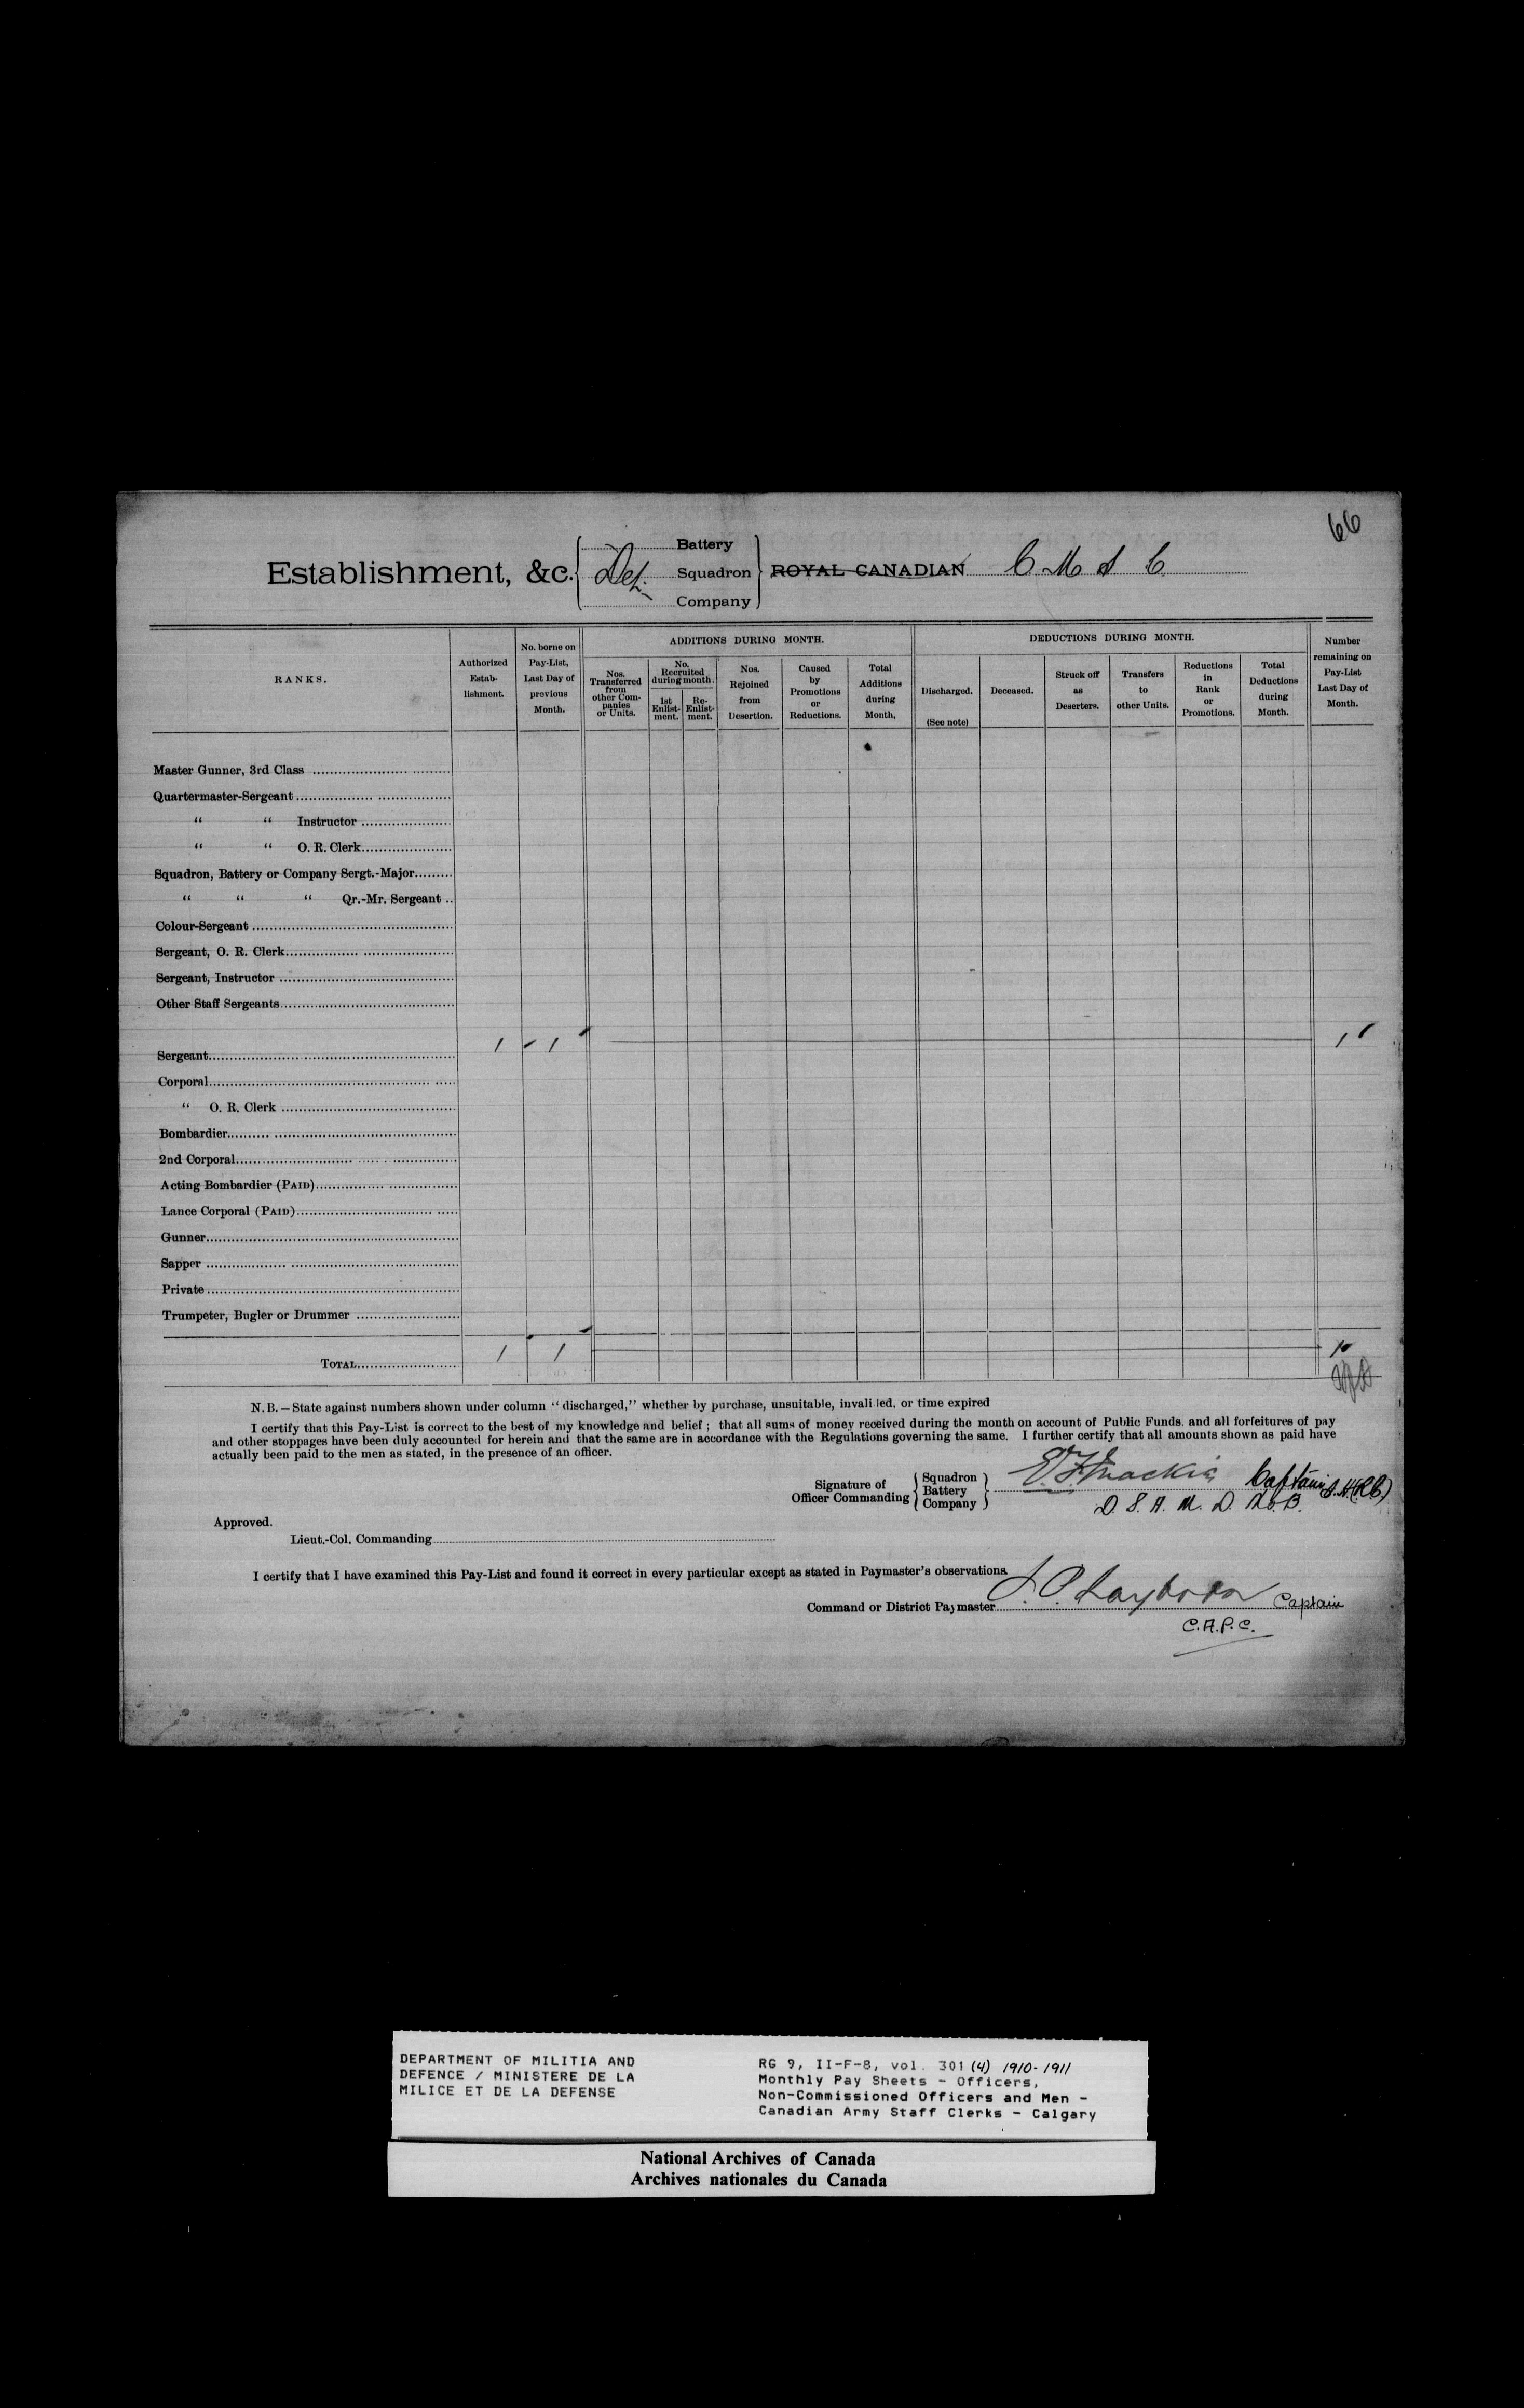 66
Establishment, &c. Det. Battery Squadron Company ROYAL CANADIAN C M S C
RANKS.
Authorized Estab-lishment.
No. borne on Pay-List, Last Day of previous Month.
ADDITIONS DURING MONTH.
Nos. Transferred from other Com-panies or Units.
No. Recruited during month.
1st Enlist-ment.
Re-Enlist-ment.
Nos. Rejoined from Desertion.
Caused by Promotions or Reductions.
Total Additions during Month,
DEDUCTIONS DURING MONTH.
Discharged. (See note)
Deceased.
Struck off as Deserters.
Transfers to other Units.
Reductions in Rank or Promotions.
Total Deductions during Month.
Number remaining on Pay-List Last Day of Month.
Master Gunner, 3rd Class
Quartermaster-Sergeant
" " Instructor
" " O. R. Clerk
Squadron, Battery or Company Sergt.-Major
" " " Qr.-Mr. Sergeant
Colour-Sergeant
Sergeant, O. R. Clerk
Sergeant, Instructor
Other Staff Sergeants
Sergeant 1 1 1
Corporal
" O. R. Clerk
Bombardier
2nd Corporal
Acting Bombardier (PAID)
Lance Corporal (PAID)
Gunner
Sapper
Private
Trumpeter, Bugler or Drummer
TOTAL 1 1 1
N.B. — State against numbers shown under column "discharged," whether by purchase, unsuitable, invalided, or time expired
I certify that this Pay-List is correct to the best of my knowledge and belief; that all sums of money received during the month on account of Public Funds. and all forfeitures of pay
and other stoppages have been duly accounted for herein and that the same are in accordance with the Regulations governing the same. I further certify that all amounts shown as paid have
actually been paid to the men as stated, in the presence of an officer.
Signature of Officer Commanding Squadron Battery Company E. F. Mackie Captain
D. S. A. M. D. No. 13.
Approved.
Lieut.-Col. Commanding
I certify that I have examined this Pay-List and found it correct in every particular except as stated in Paymaster's observations
Command or District Paymaster Captain
C.A.P.C.
DEPARTMENT OF MILITIA AND
DEFENCE / MINISTERE DE LA
MILICE ET DE LA DEFENSE
RG 9, II-F-8, vol. 301 (4) 1910-1911
Monthly Pay Sheets - Officers,
Non-Commissioned Officers and Men -
Canadian Army Staff Clerks - Calgary
National Archives of Canada
Archives nationales du Canada